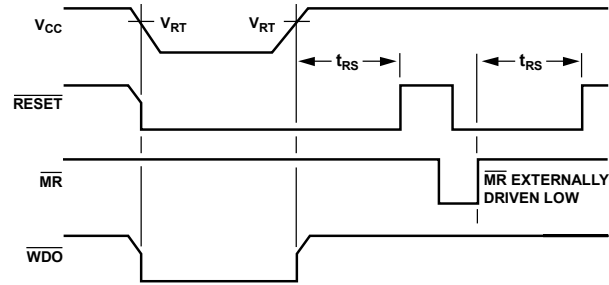 VCC
VRT
VRT
tRS
tRS
RESET
MR
MR EXTERNALLY
DRIVEN LOW
WDO